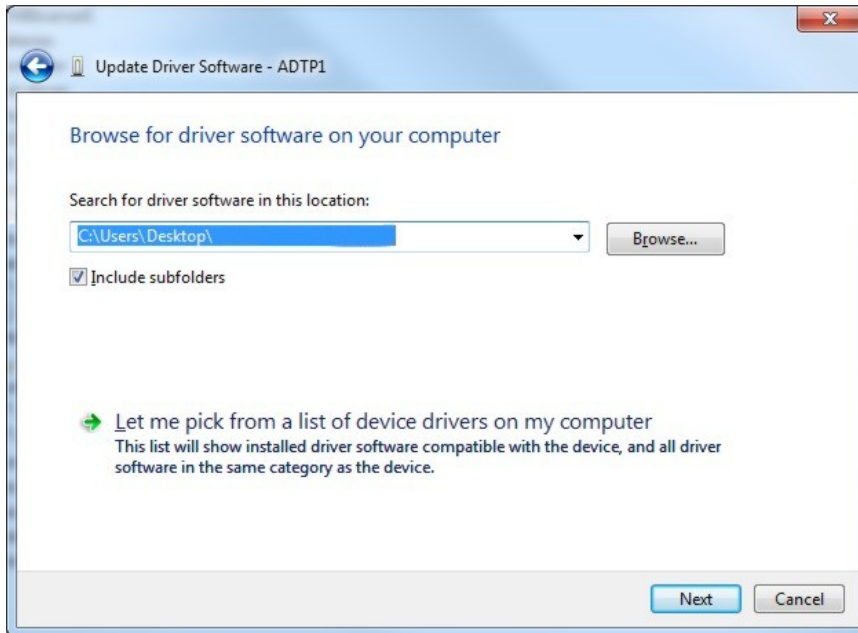 Update Driver Software - ADTP1
Browse for driver software on your computer
Search for driver software in this location:
C:\Users\Desktop\
Browse...
Include subfolders
Let me pick from a list of device drivers on my computer
This list will show installed driver software compatible with the device, and all driver
software in the same category as the device.
Next
Cancel